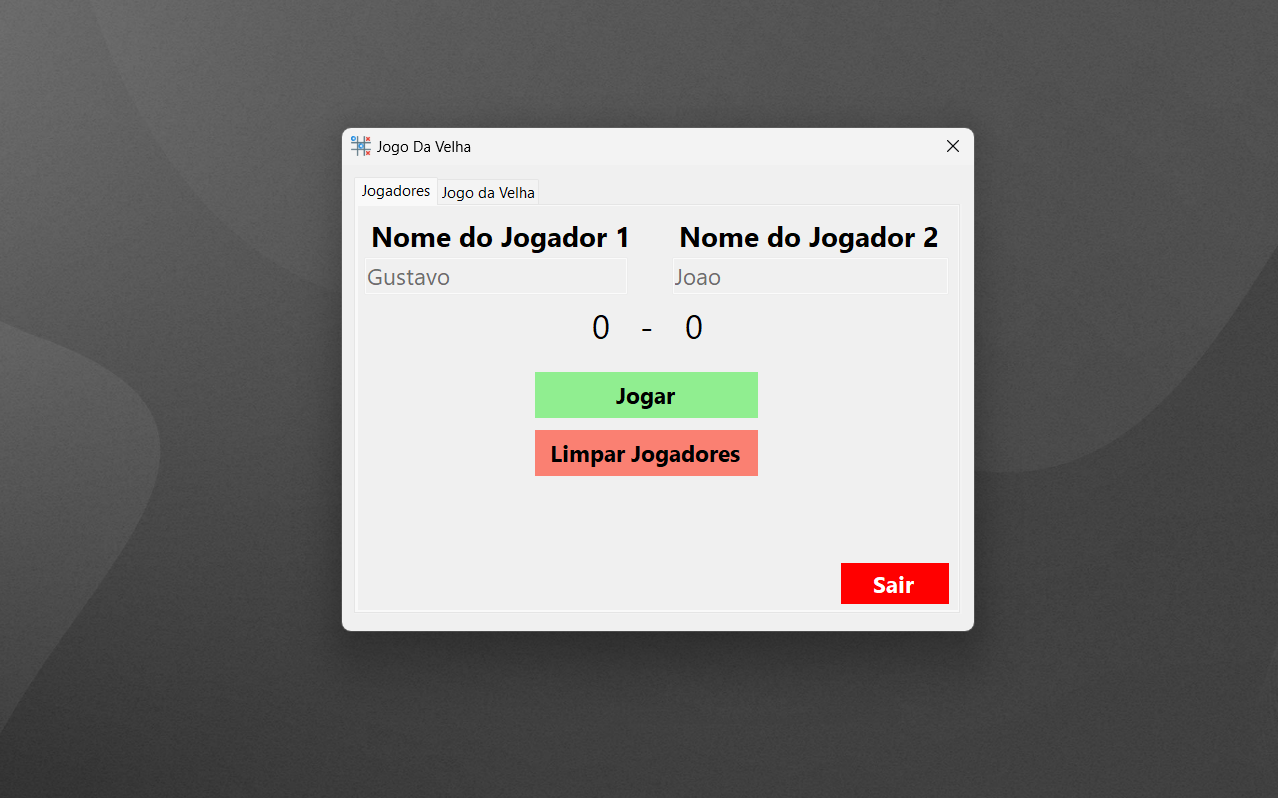 Jogo Da Velha
Jogadores Jogo da Velha
Nome do Jogador 1 Nome do Jogador 2
Gustavo Joao
0 - 0
Jogar
Limpar Jogadores
Sair